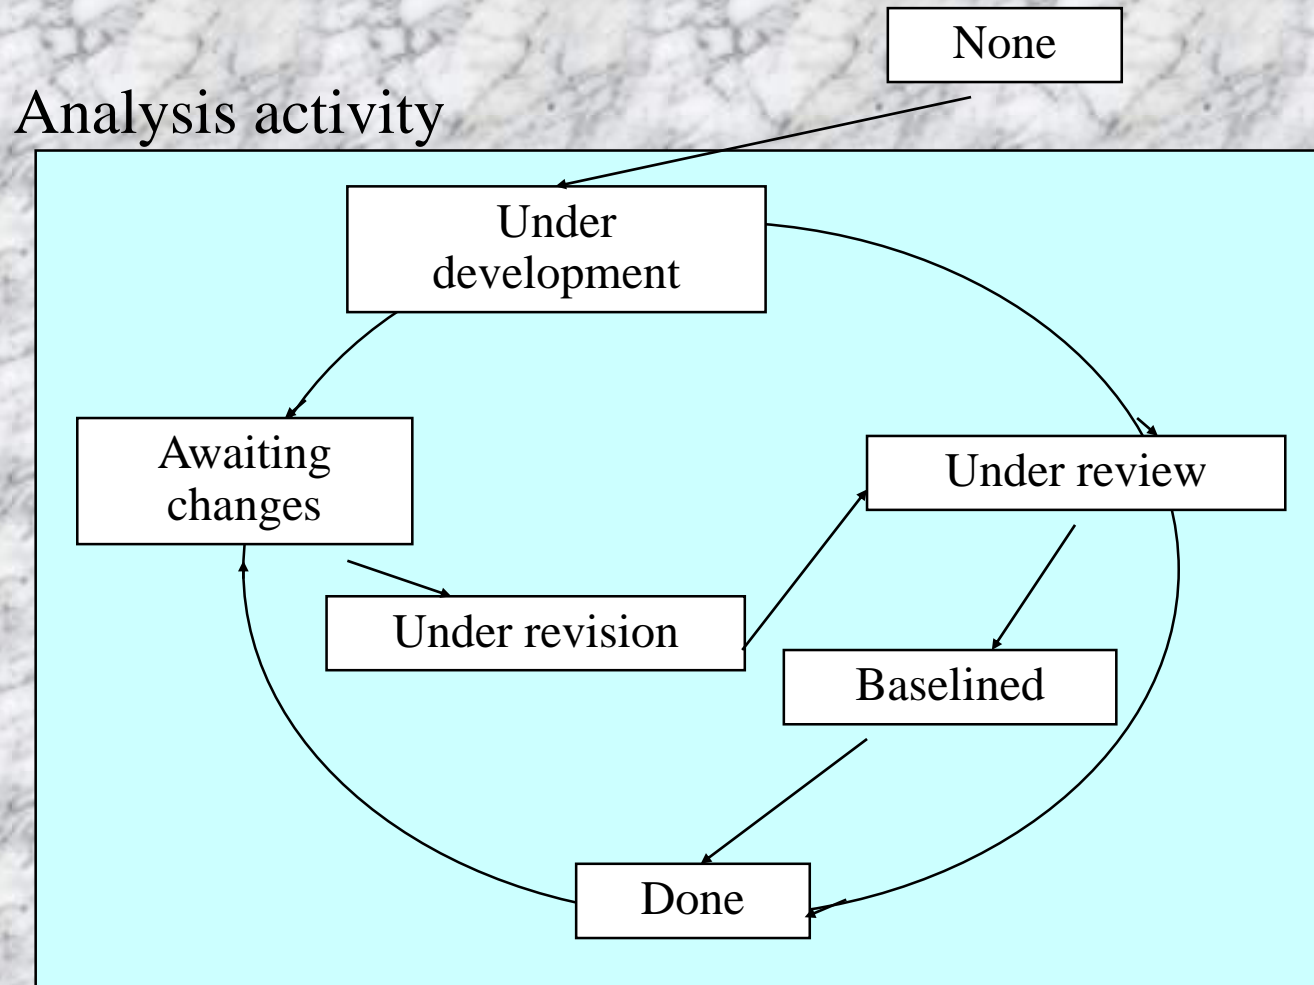 None
Analysis activity
Under
development
Awaiting
changes
Under review
Under revision
Baselined
Done